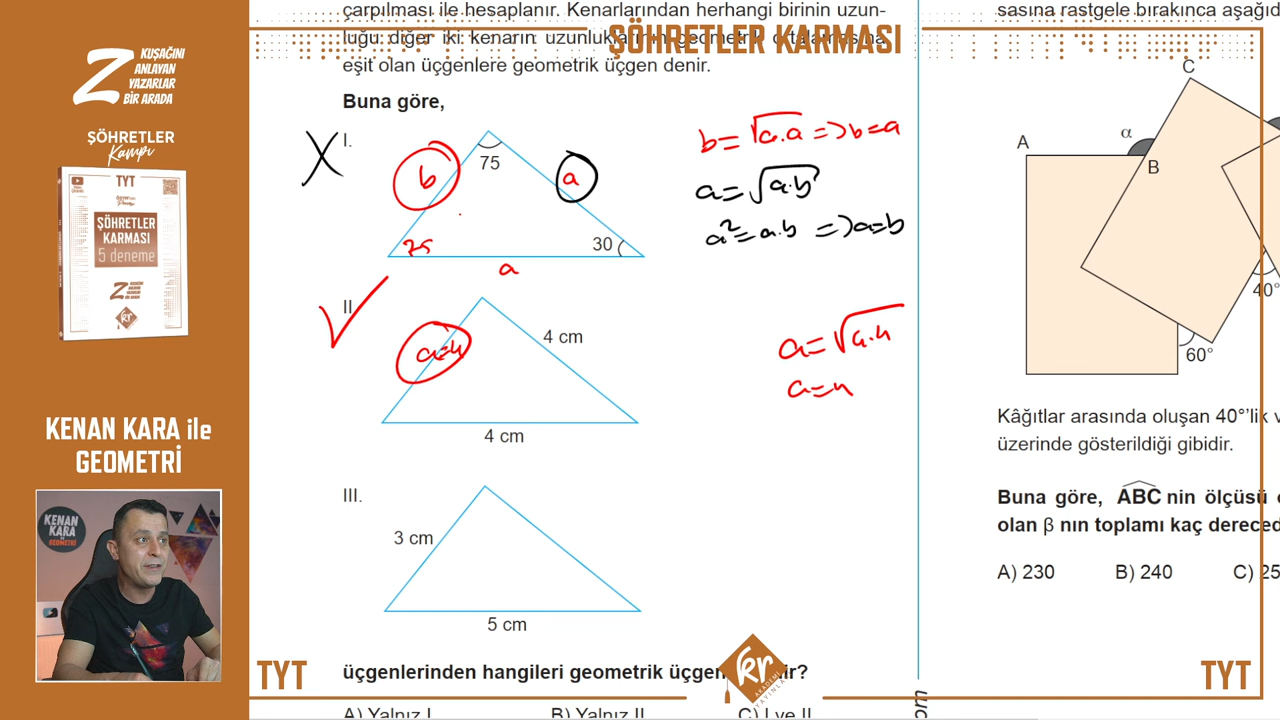 KUŞAĞINI
ANLAYAN
YAZARLAR
BİR ARADA
ŞÖHRETLER
Kampı
TYT
ŞÖHRETLER
KARMASI
5 deneme
KENAN KARA ile
GEOMETRİ
KENAN
KARA
GEOMETRİ
çarpılması ile hesaplanır. Kenarlarından herhangi birinin uzun-
luğu diğer iki kenarın uzunluklarının geometrik ortalamasına
eşit olan üçgenlere geometrik üçgen denir.
ŞÖHRETLER KARMASI
Buna göre,
I.
75
b
a
75
30
a
b = √a.a => b = a
a = √a.b
a² = a.b => a = b
II
a=4
4 cm
4 cm
a = √a.4
a = 4
III.
3 cm
5 cm
üçgenlerinden hangileri geometrik üçgen
ir?
A) Yalnız I B) Yalnız II C) I ve II
TYT
kr
AKADEMİ
YAYINLARI
om
sasına rastgele bırakınca aşağıd
C
A
α
B
40°
60°
Kâğıtlar arasında oluşan 40°'lik v
üzerinde gösterildiği gibidir.
Buna göre, ABC nin ölçüsü
olan β nın toplamı kaç dereced
A) 230 B) 240 C) 25
TYT